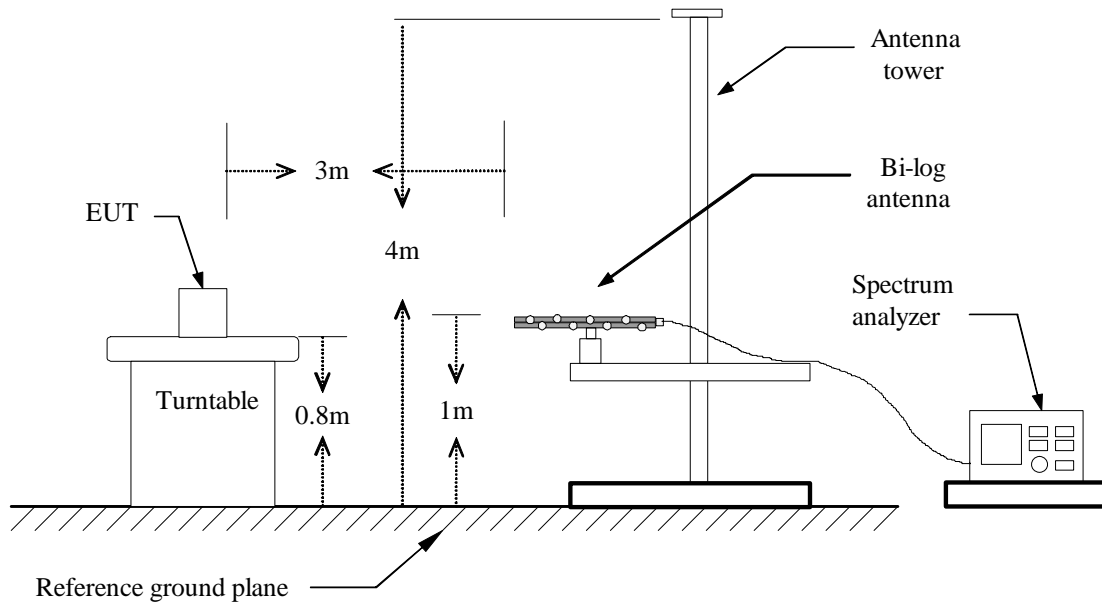 Antenna
tower
3m
Bi-log
antenna
EUT
4m
Spectrum
analyzer
Turntable
0.8m
1m
Reference ground plane